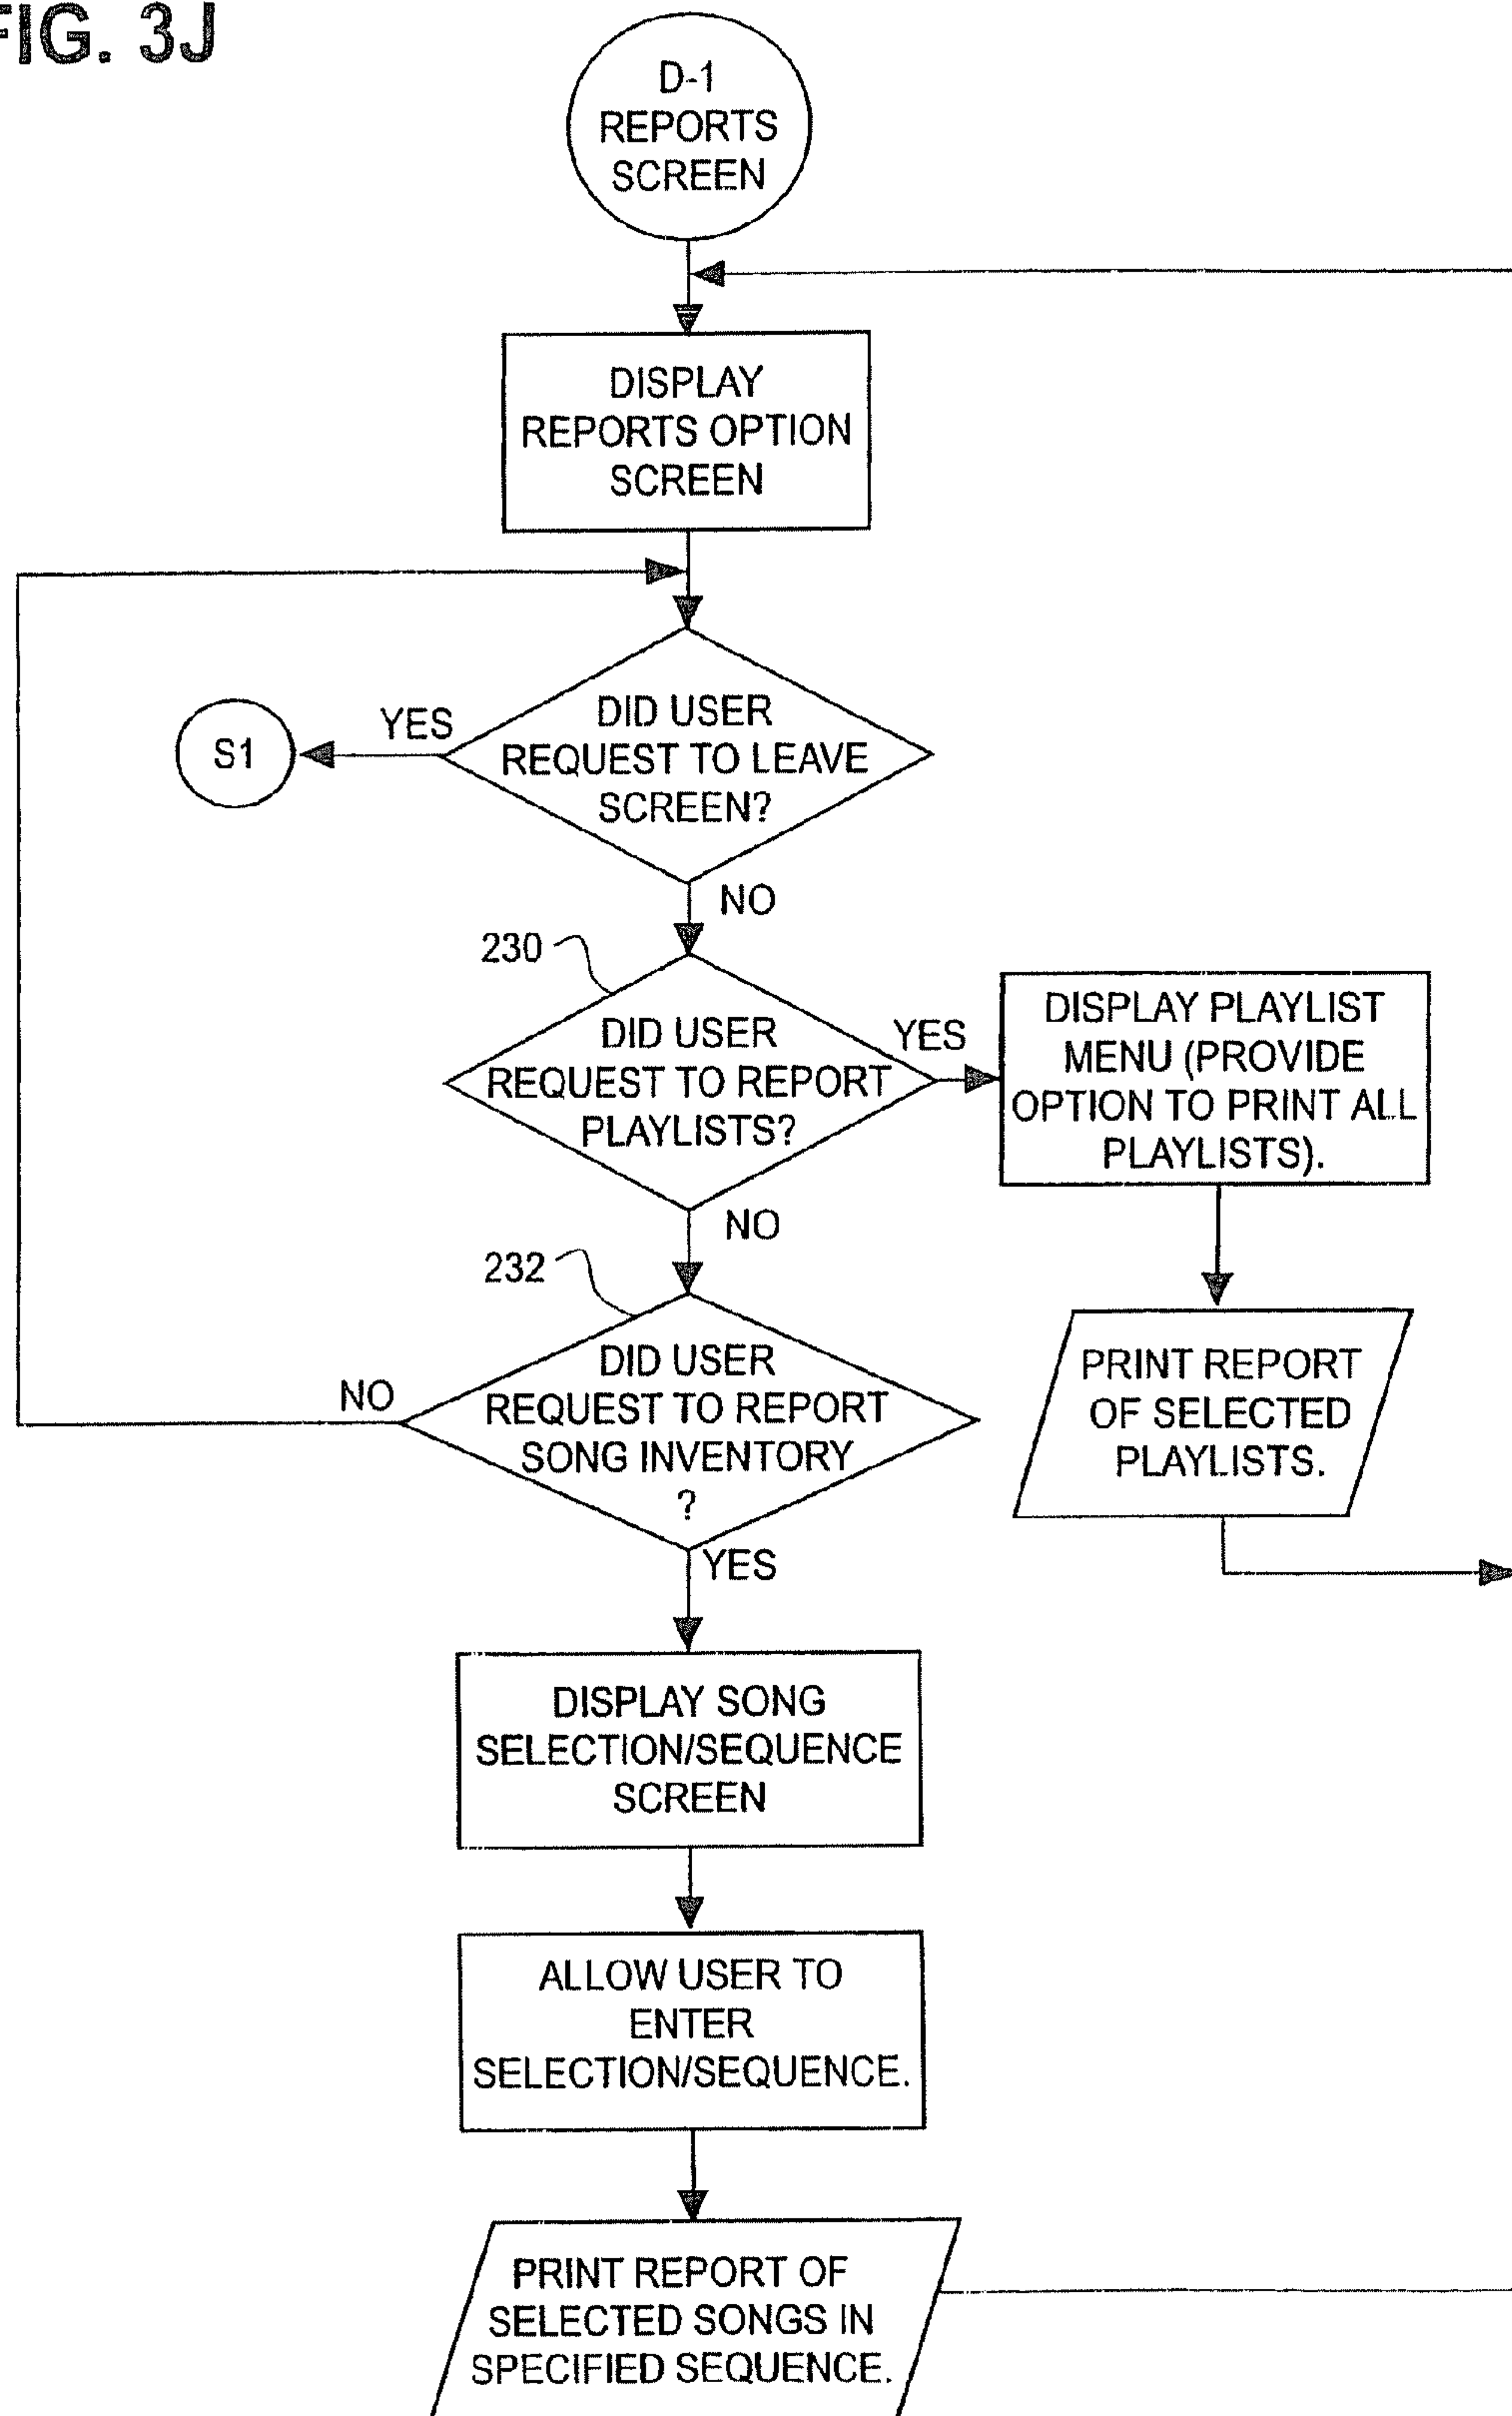 FIG. 3J
D-1
REPORTS
SCREEN
DISPLAY
REPORTS OPTION
SCREEN
DID USER
REQUEST TO LEAVE
SCREEN?
YES
S1
NO
230
DID USER
REQUEST TO REPORT
PLAYLISTS?
YES
DISPLAY PLAYLIST
MENU (PROVIDE
OPTION TO PRINT ALL
PLAYLISTS).
NO
PRINT REPORT
OF SELECTED
PLAYLISTS.
232
DID USER
REQUEST TO REPORT
SONG INVENTORY
?
NO
YES
DISPLAY SONG
SELECTION/SEQUENCE
SCREEN
ALLOW USER TO
ENTER
SELECTION/SEQUENCE.
PRINT REPORT OF
SELECTED SONGS IN
SPECIFIED SEQUENCE.